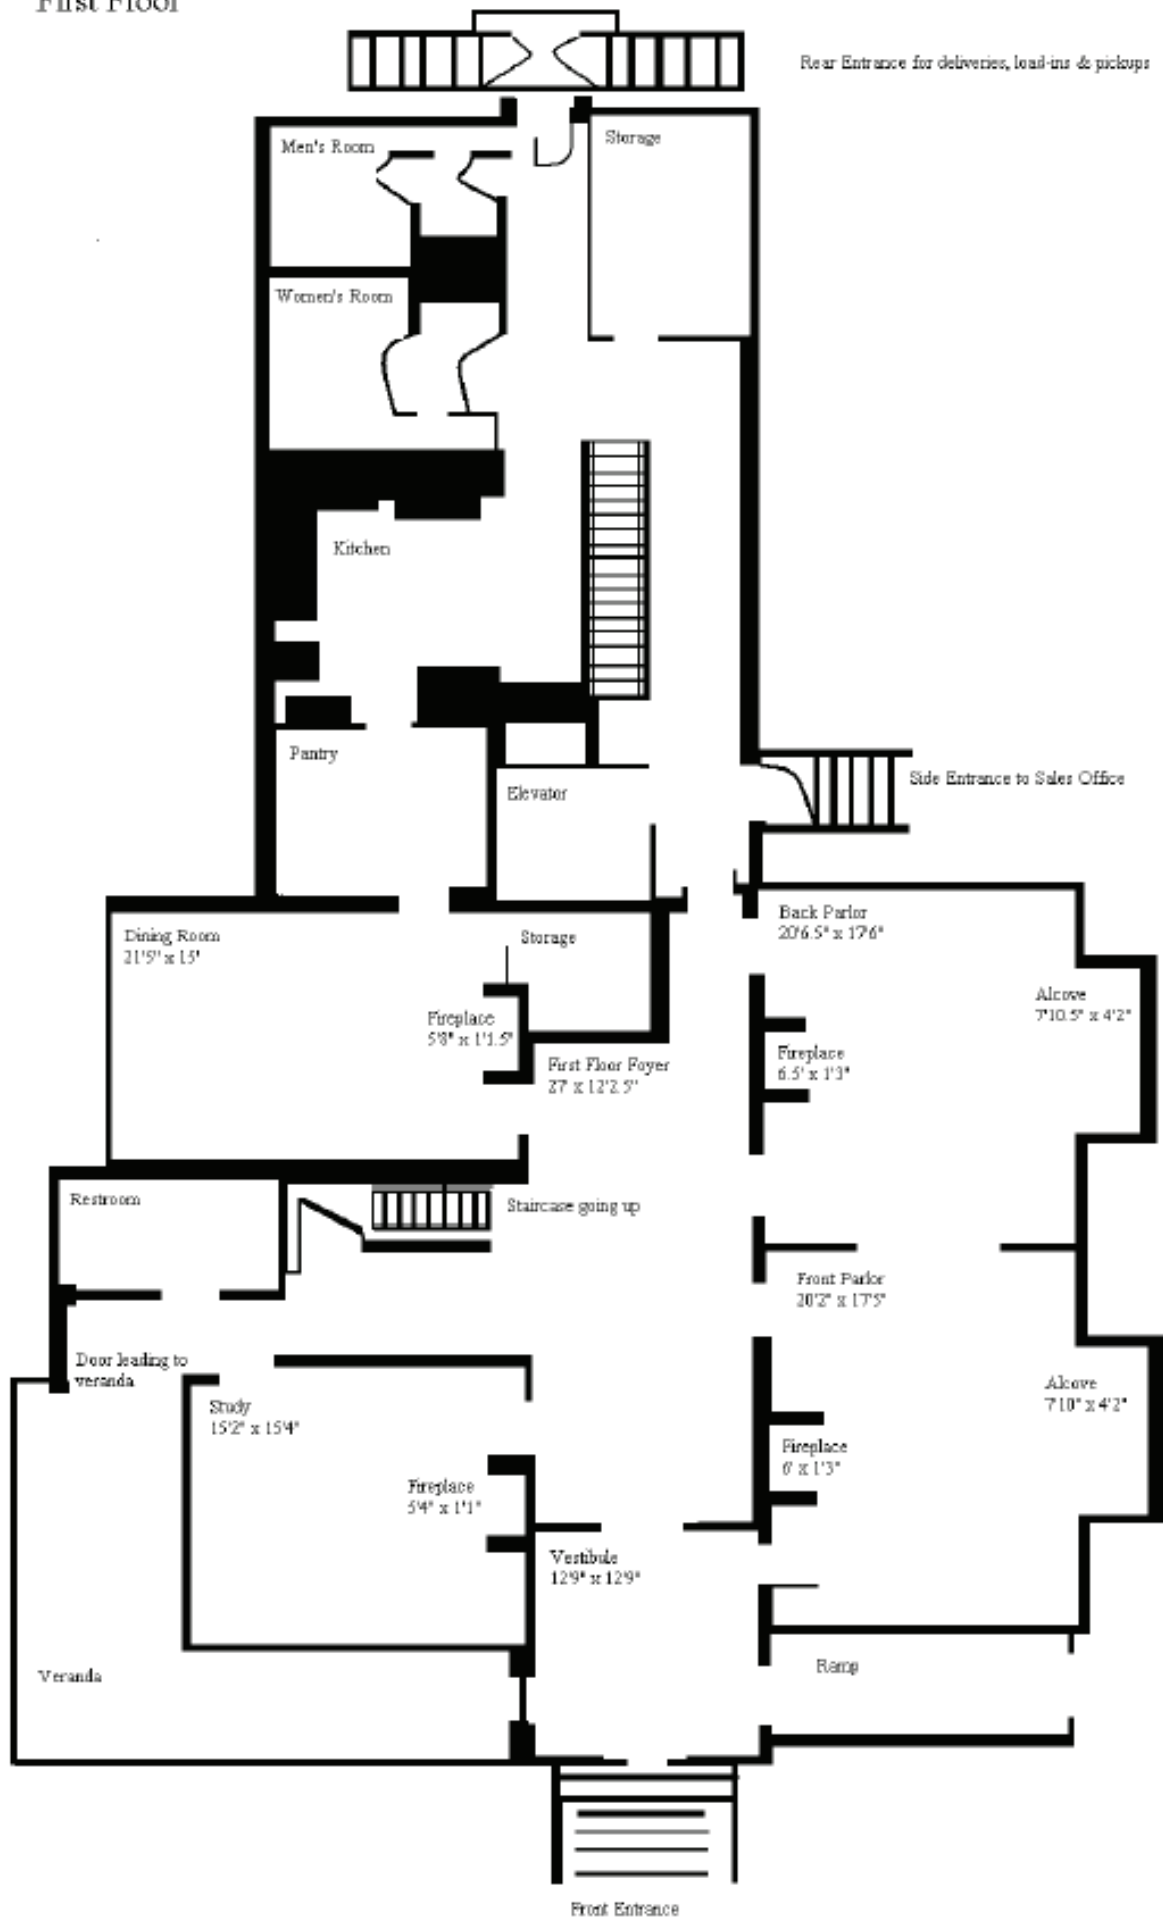 First Floor
Rear Entrance for deliveries, load-ins & pickups
Men's Room
Storage
Women's Room
Kitchen
Pantry
Side Entrance to Sales Office
Elevator
Back Parlor
20'6.5" x 17'6"
Dining Room
21'5" x 15'
Storage
Alcove
7'10.5" x 4'2"
Fireplace
5'8" x 1'1.5"
Fireplace
6.5' x 1'3"
First Floor Foyer
27' x 12'2.5"
Restroom
Staircase going up
Front Parlor
20'2" x 17'5"
Door leading to
veranda
Alcove
7'10" x 4'2"
Study
15'2" x 15'4"
Fireplace
6' x 1'3"
Fireplace
5'4" x 1'1"
Vestibule
12'9" x 12'9"
Ramp
Veranda
Front Entrance